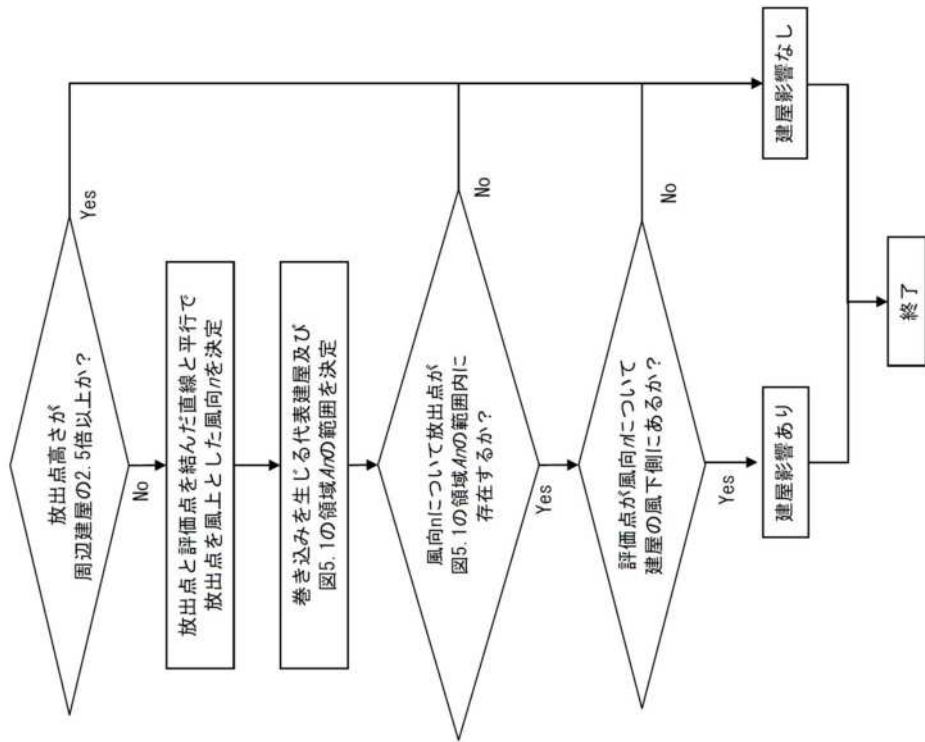 放出点高さが
周辺建屋の2.5倍以上か？
Yes
No
放出点と評価点を結んだ直線と平行で
放出点を風上とした風向nを決定
巻き込みを生じる代表建屋及び
図5.1の領域Anの範囲を決定
風向nについて放出点が
図5.1の領域Anの範囲内に
存在するか？
No
Yes
評価点が風向nについて
建屋の風下側にあるか？
No
Yes
建屋影響あり
建屋影響なし
終了